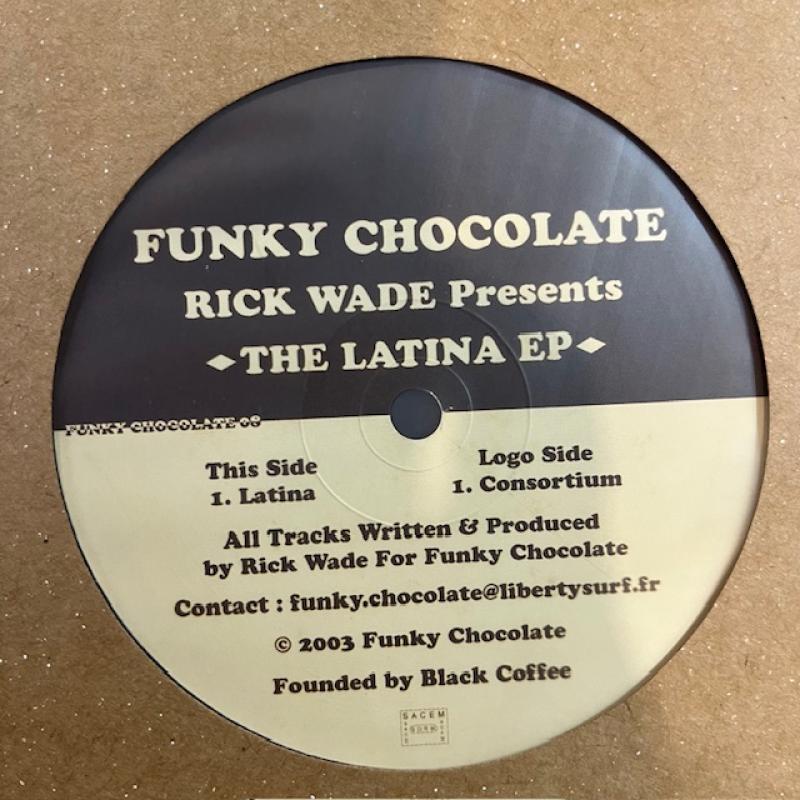 FUNKY CHOCOLATE
RICK WADE Presents
THE LATINA EP
FUNKY CHOCOLATE 08
This Side
1. Latina
Logo Side
1. Consortium
All Tracks Written & Produced
by Rick Wade For Funky Chocolate
Contact : funky.chocolate@libertysurf.fr
© 2003 Funky Chocolate
Founded by Black Coffee
SACEM